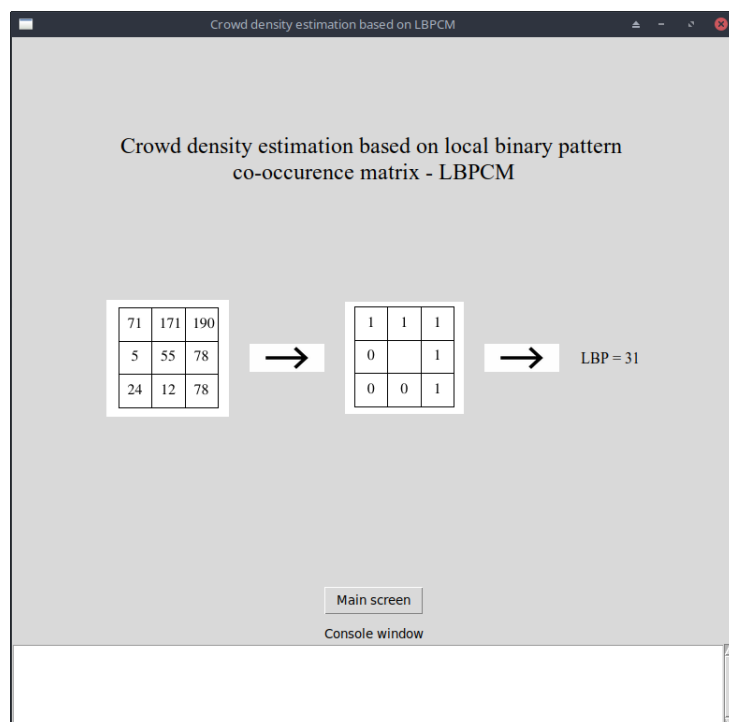 Crowd density estimation based on LBPCM
Crowd density estimation based on local binary pattern
co-occurence matrix - LBPCM
71 171 190
5 55 78
24 12 78
1 1 1
0 1
0 0 1
LBP = 31
Main screen
Console window